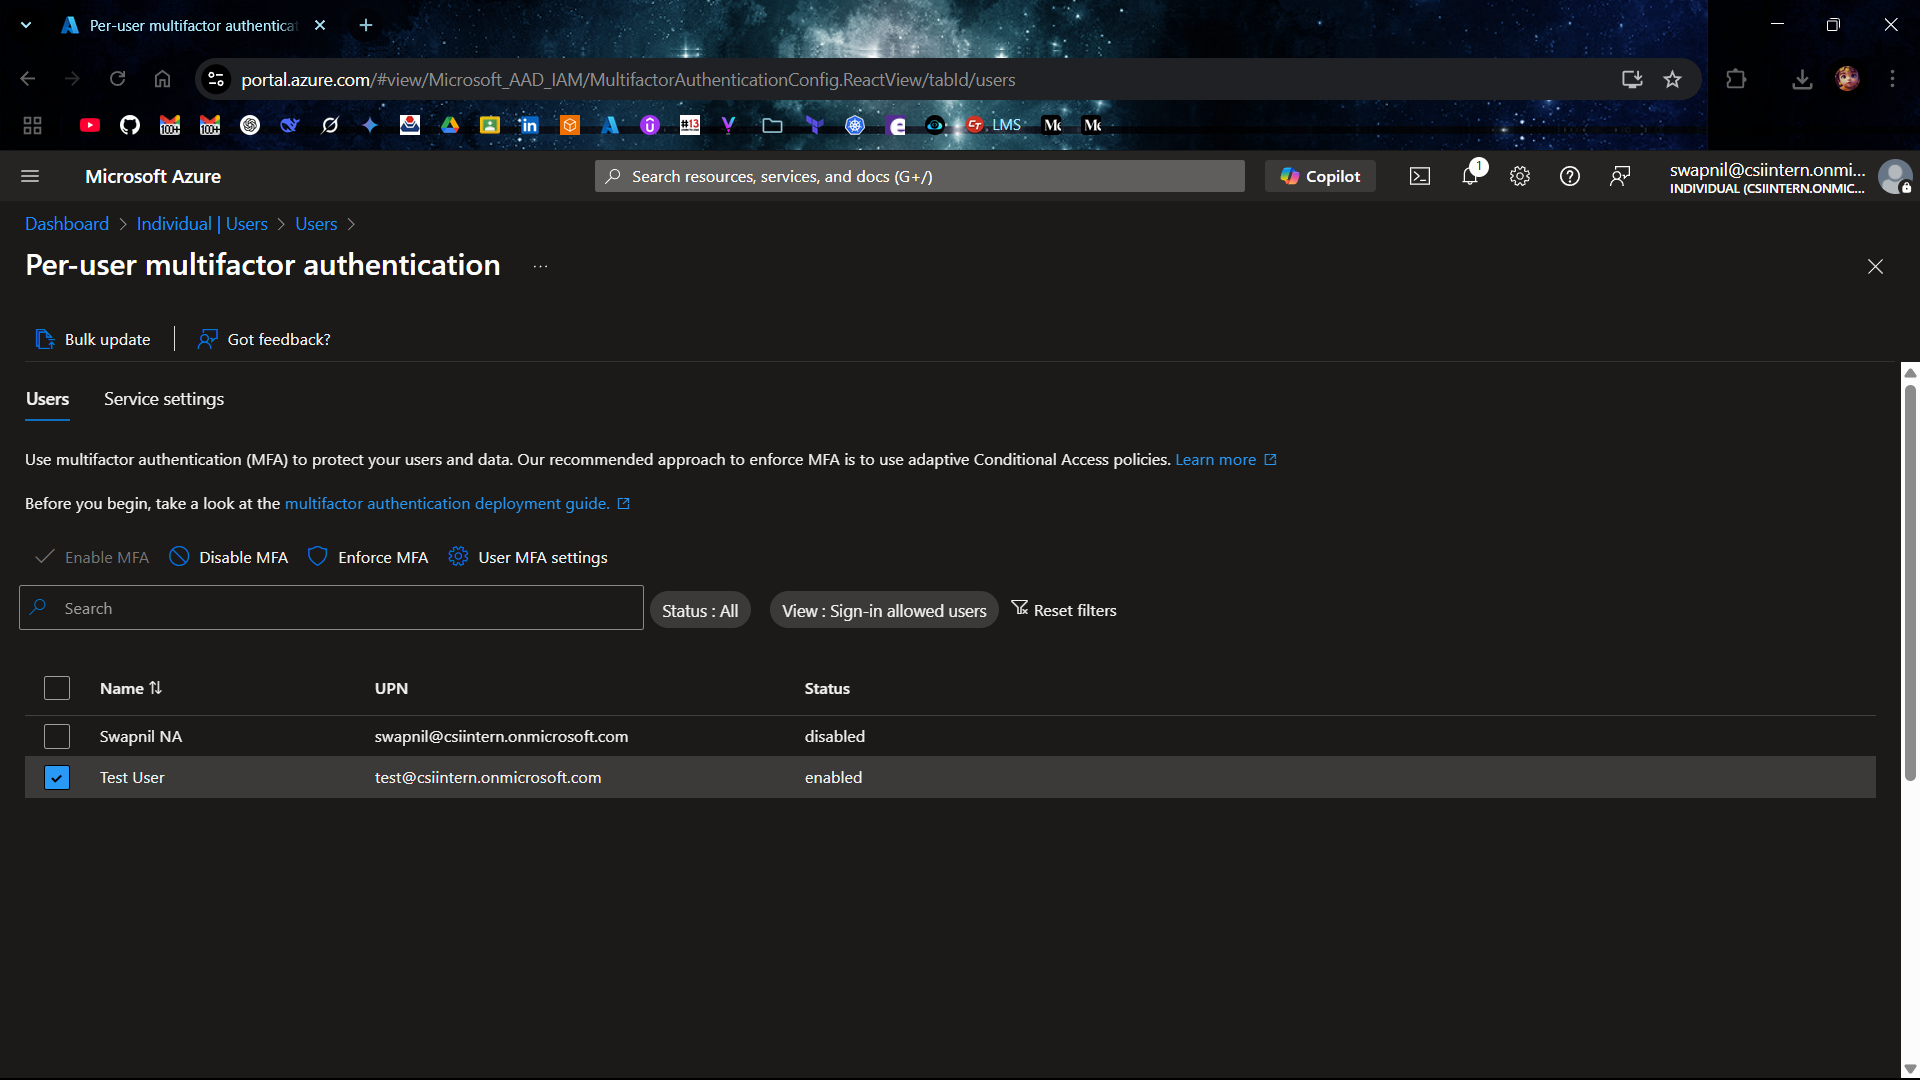 Per-user multifactor authenticat
portal.azure.com/#view/Microsoft_AAD_IAM/MultifactorAuthenticationConfig.ReactView/tabId/users
100+
100+
#13
LMS
Microsoft Azure
Search resources, services, and docs (G+/)
Copilot
1
swapnil@csiintern.onmi...
INDIVIDUAL (CSIINTERN.ONMIC...
Dashboard > Individual | Users > Users >
Per-user multifactor authentication ...
Bulk update
Got feedback?
Users
Service settings
Use multifactor authentication (MFA) to protect your users and data. Our recommended approach to enforce MFA is to use adaptive Conditional Access policies. Learn more
Before you begin, take a look at the multifactor authentication deployment guide.
Enable MFA Disable MFA Enforce MFA User MFA settings
Search
Status : All
View : Sign-in allowed users
Reset filters
Name UPN Status
Swapnil NA swapnil@csiintern.onmicrosoft.com disabled
Test User test@csiintern.onmicrosoft.com enabled